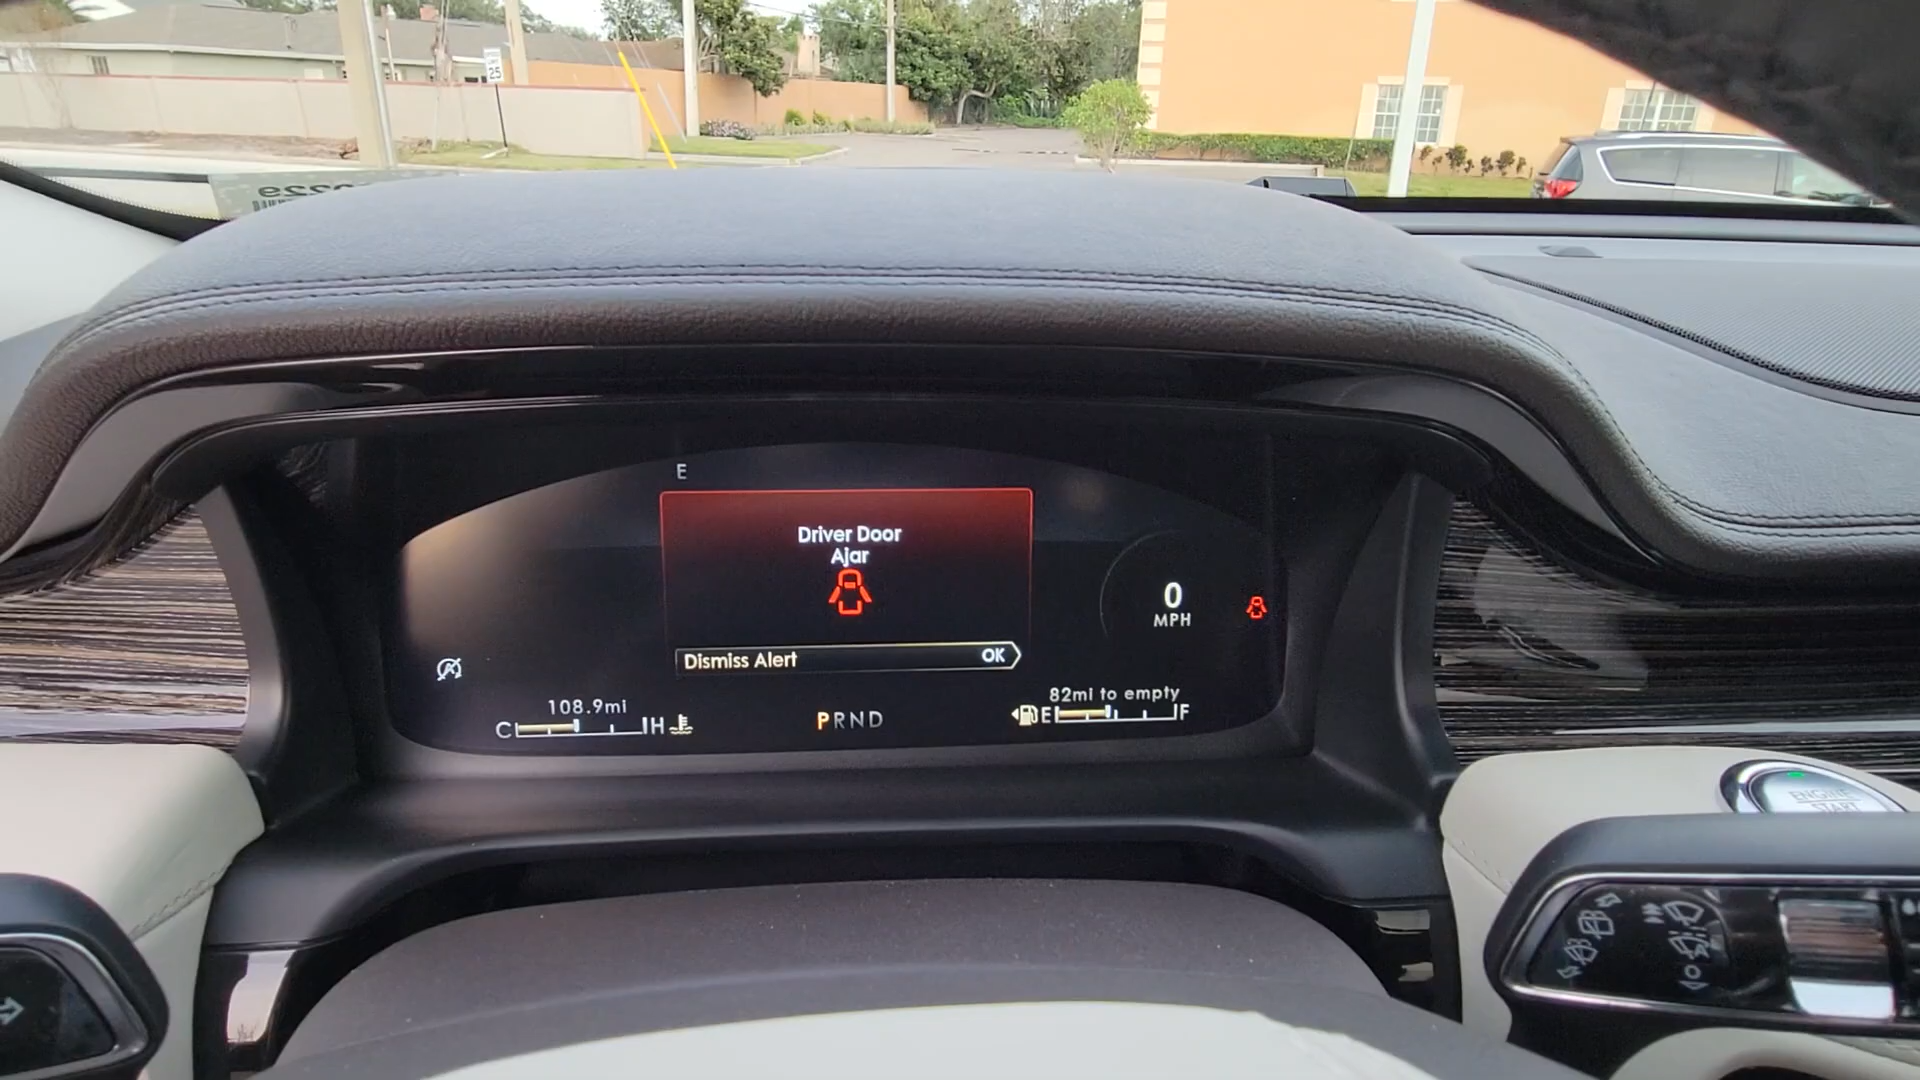 25
E
Driver Door
Ajar
Dismiss Alert OK
0
MPH
108.9mi
C H
PRND
82mi to empty
E F
ENGINE
START